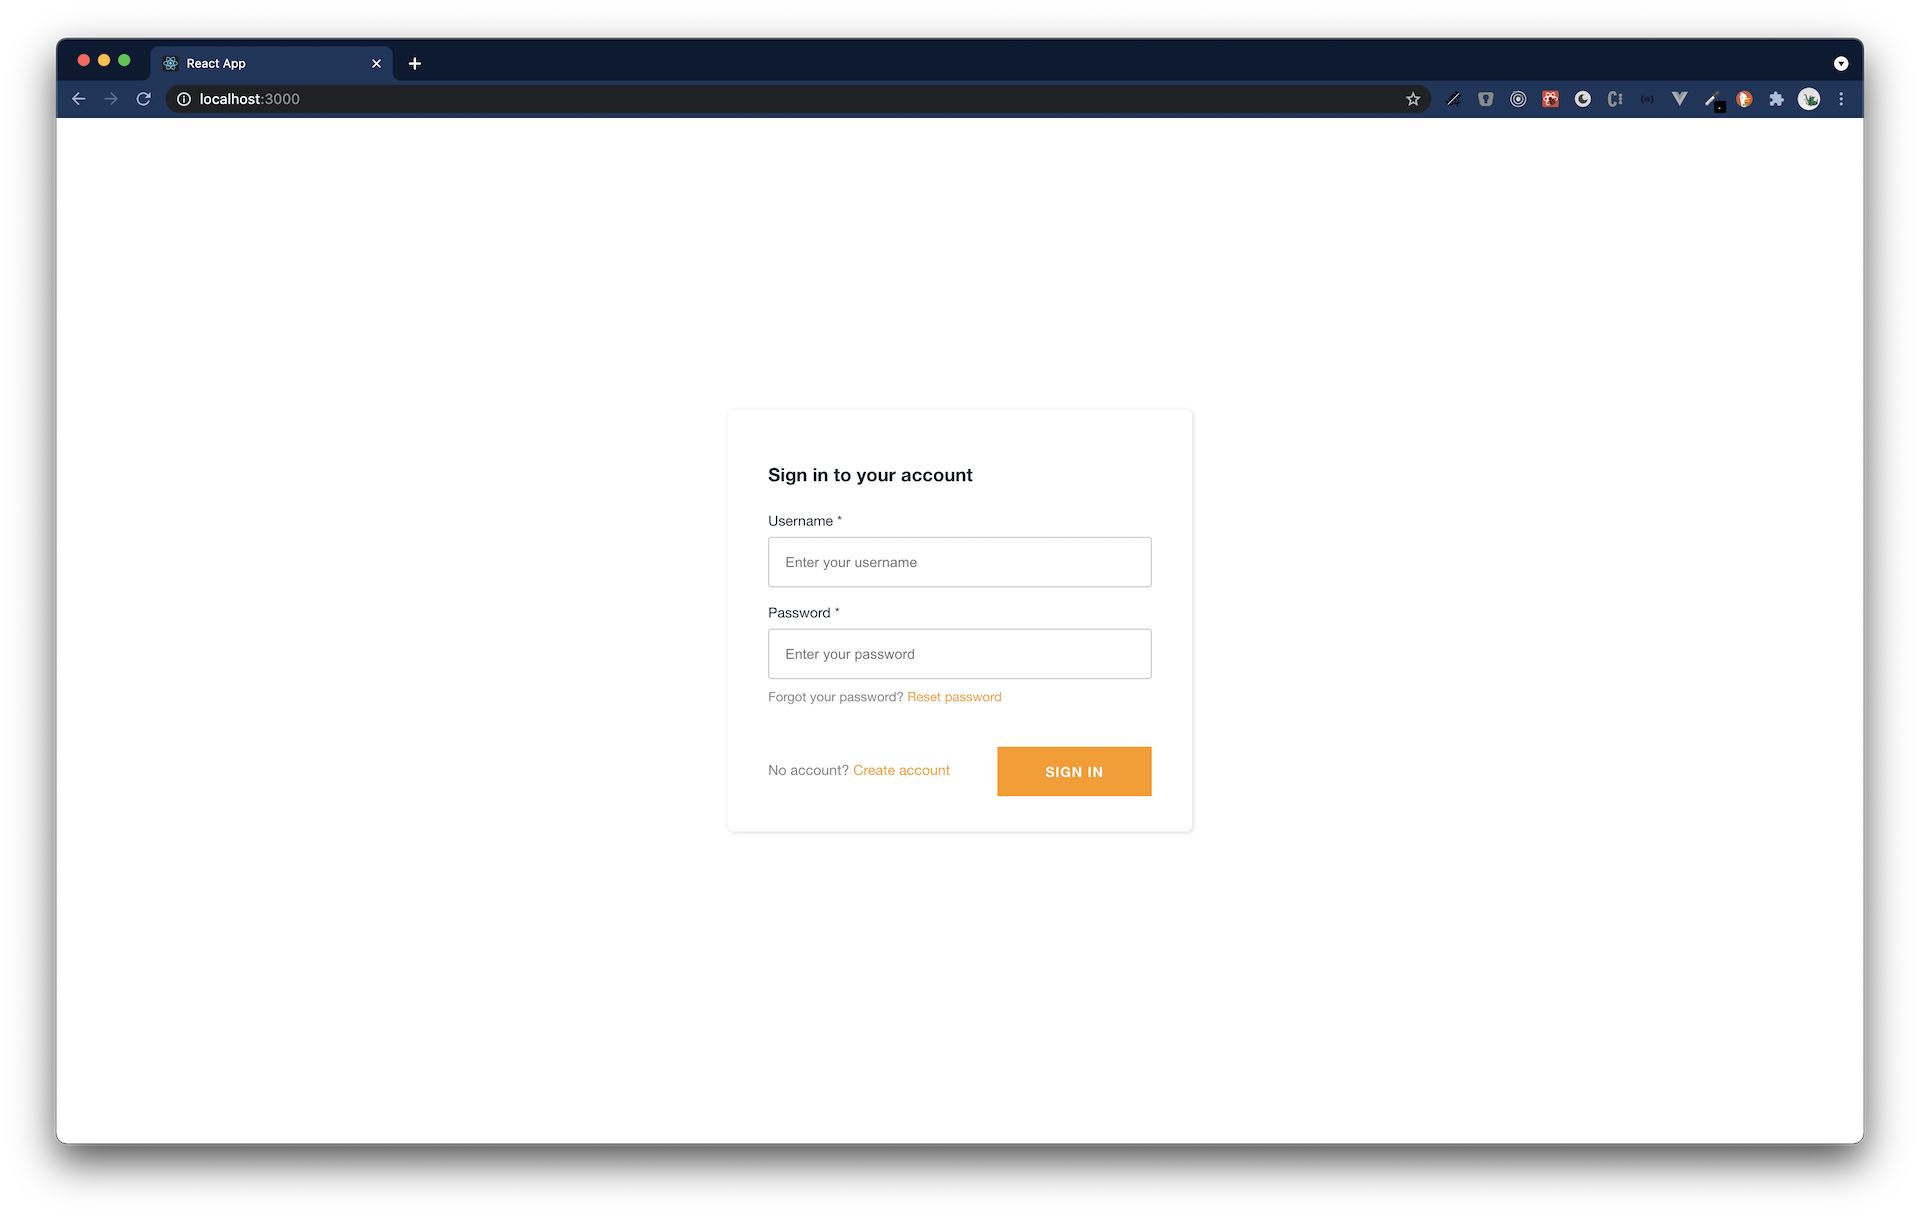 React App
localhost:3000
Sign in to your account
Username *
Enter your username
Password *
Enter your password
Forgot your password? Reset password
No account? Create account
SIGN IN